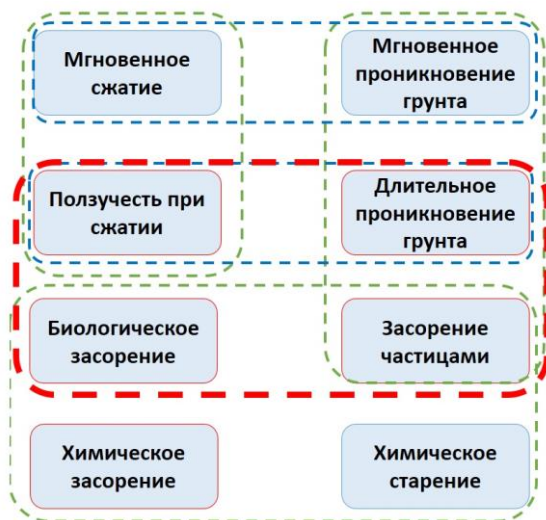 Мгновенное
сжатие
Мгновенное
проникновение
грунта
Ползучесть при
сжатии
Длительное
проникновение
грунта
Биологическое
засорение
Засорение
частицами
Химическое
засорение
Химическое
старение